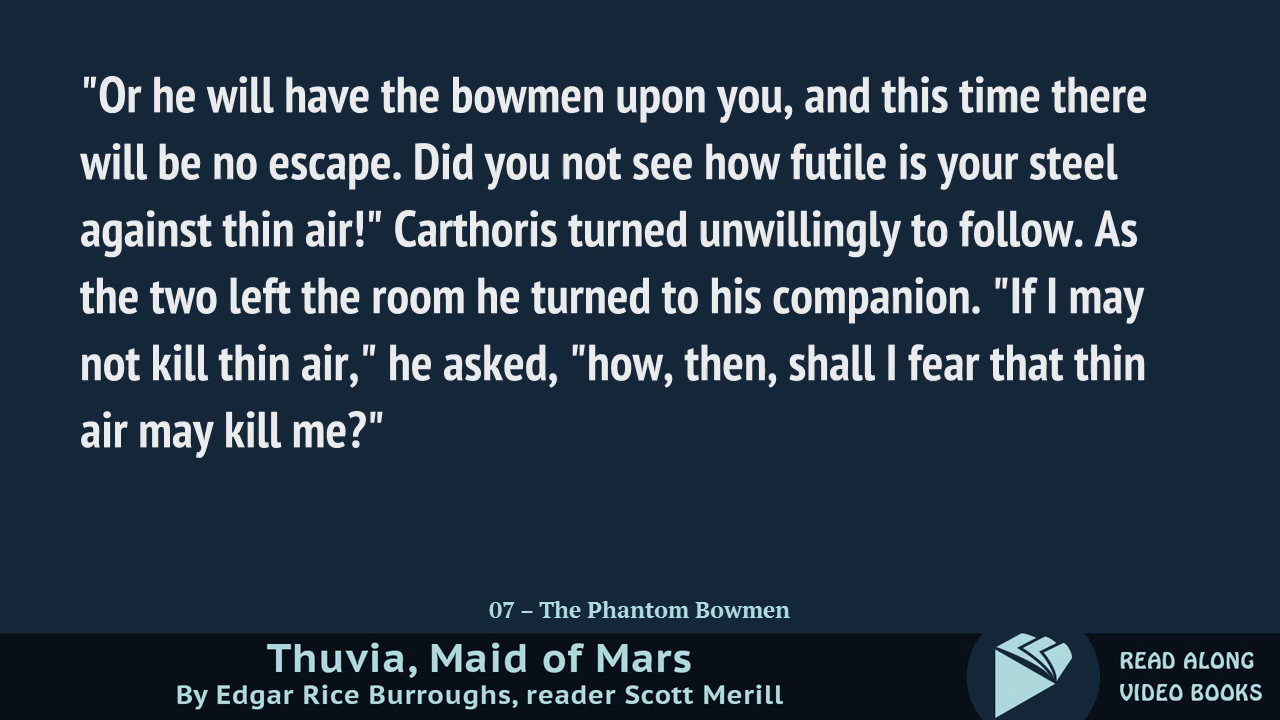 "Or he will have the bowmen upon you, and this time there
will be no escape. Did you not see how futile is your steel
against thin air!" Carthoris turned unwillingly to follow. As
the two left the room he turned to his companion. "If I may
not kill thin air," he asked, "how, then, shall I fear that thin
air may kill me?"
07 – The Phantom Bowmen
Thuvia, Maid of Mars
By Edgar Rice Burroughs, reader Scott Merill
READ ALONG
VIDEO BOOKS